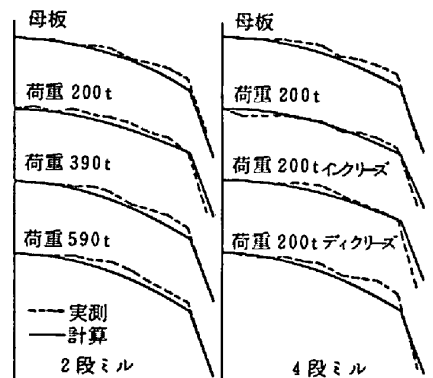 母板
荷重 200t
荷重 390t
荷重 590t
実測
計算
2段ミル
母板
荷重 200t
荷重 200t インクリーズ
荷重 200t ディクリーズ
4段ミル